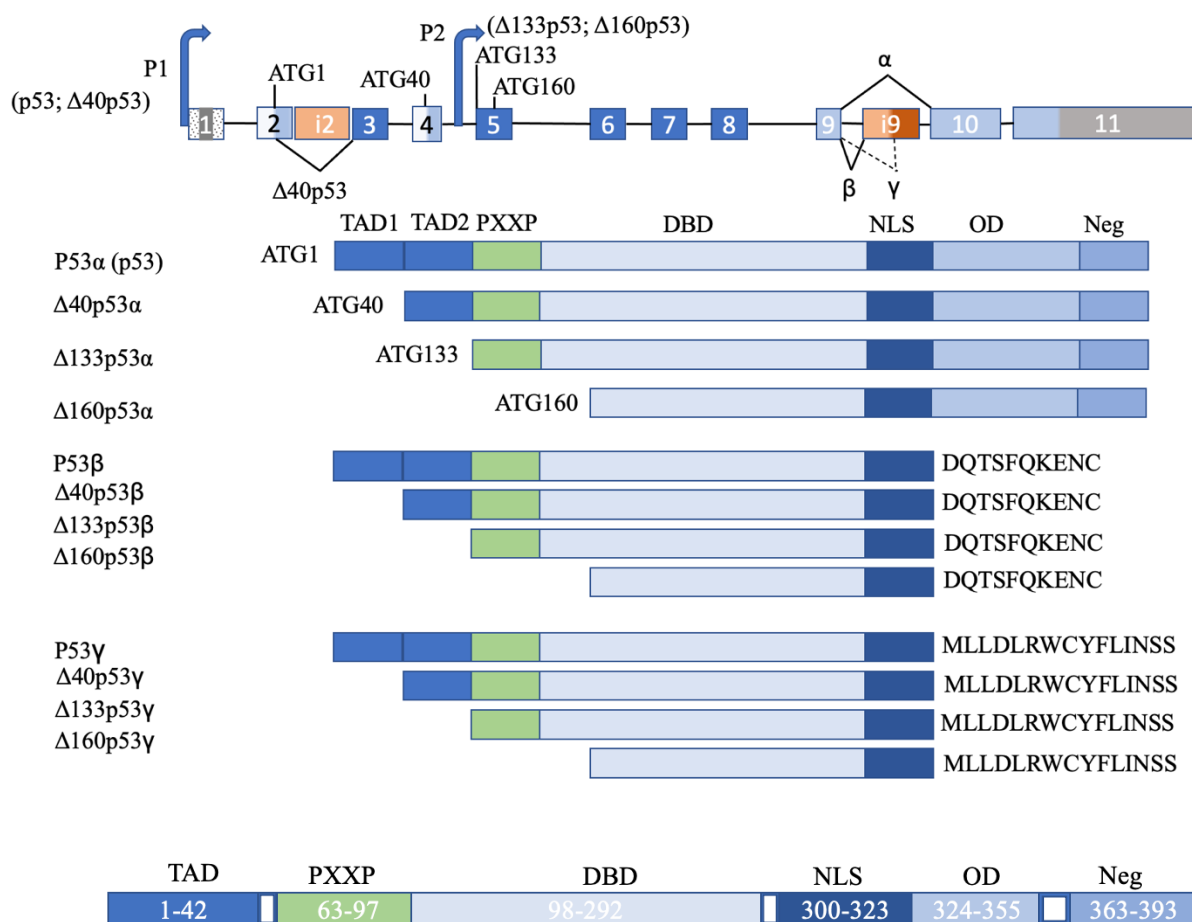 (Δ133p53; Δ160p53)
P2
ATG133
P1
ATG1
ATG40
ATG160
α
(p53; Δ40p53)
1 2 i2 3 4 5 6 7 8 9 i9 10 11
Δ40p53
β γ
TAD1 TAD2 PXXP DBD NLS OD Neg
P53α (p53) ATG1
Δ40p53α ATG40
Δ133p53α ATG133
Δ160p53α ATG160
P53β DQTSFQKENC
Δ40p53β DQTSFQKENC
Δ133p53β DQTSFQKENC
Δ160p53β DQTSFQKENC
P53γ MLLDLRWCYFLINSS
Δ40p53γ MLLDLRWCYFLINSS
Δ133p53γ MLLDLRWCYFLINSS
Δ160p53γ MLLDLRWCYFLINSS
TAD PXXP DBD NLS OD Neg
1-42 63-97 98-292 300-323 324-355 363-393